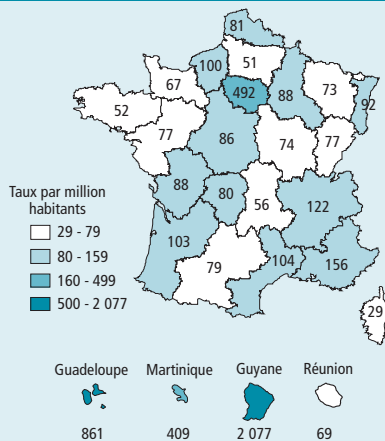 81
100
51
67
492
88
73
92
52
77
86
74
77
88
80
56
122
103
79
104
156
29
Taux par million
habitants
29 - 79
80 - 159
160 - 499
500 - 2 077
Guadeloupe Martinique Guyane Réunion
861 409 2 077 69